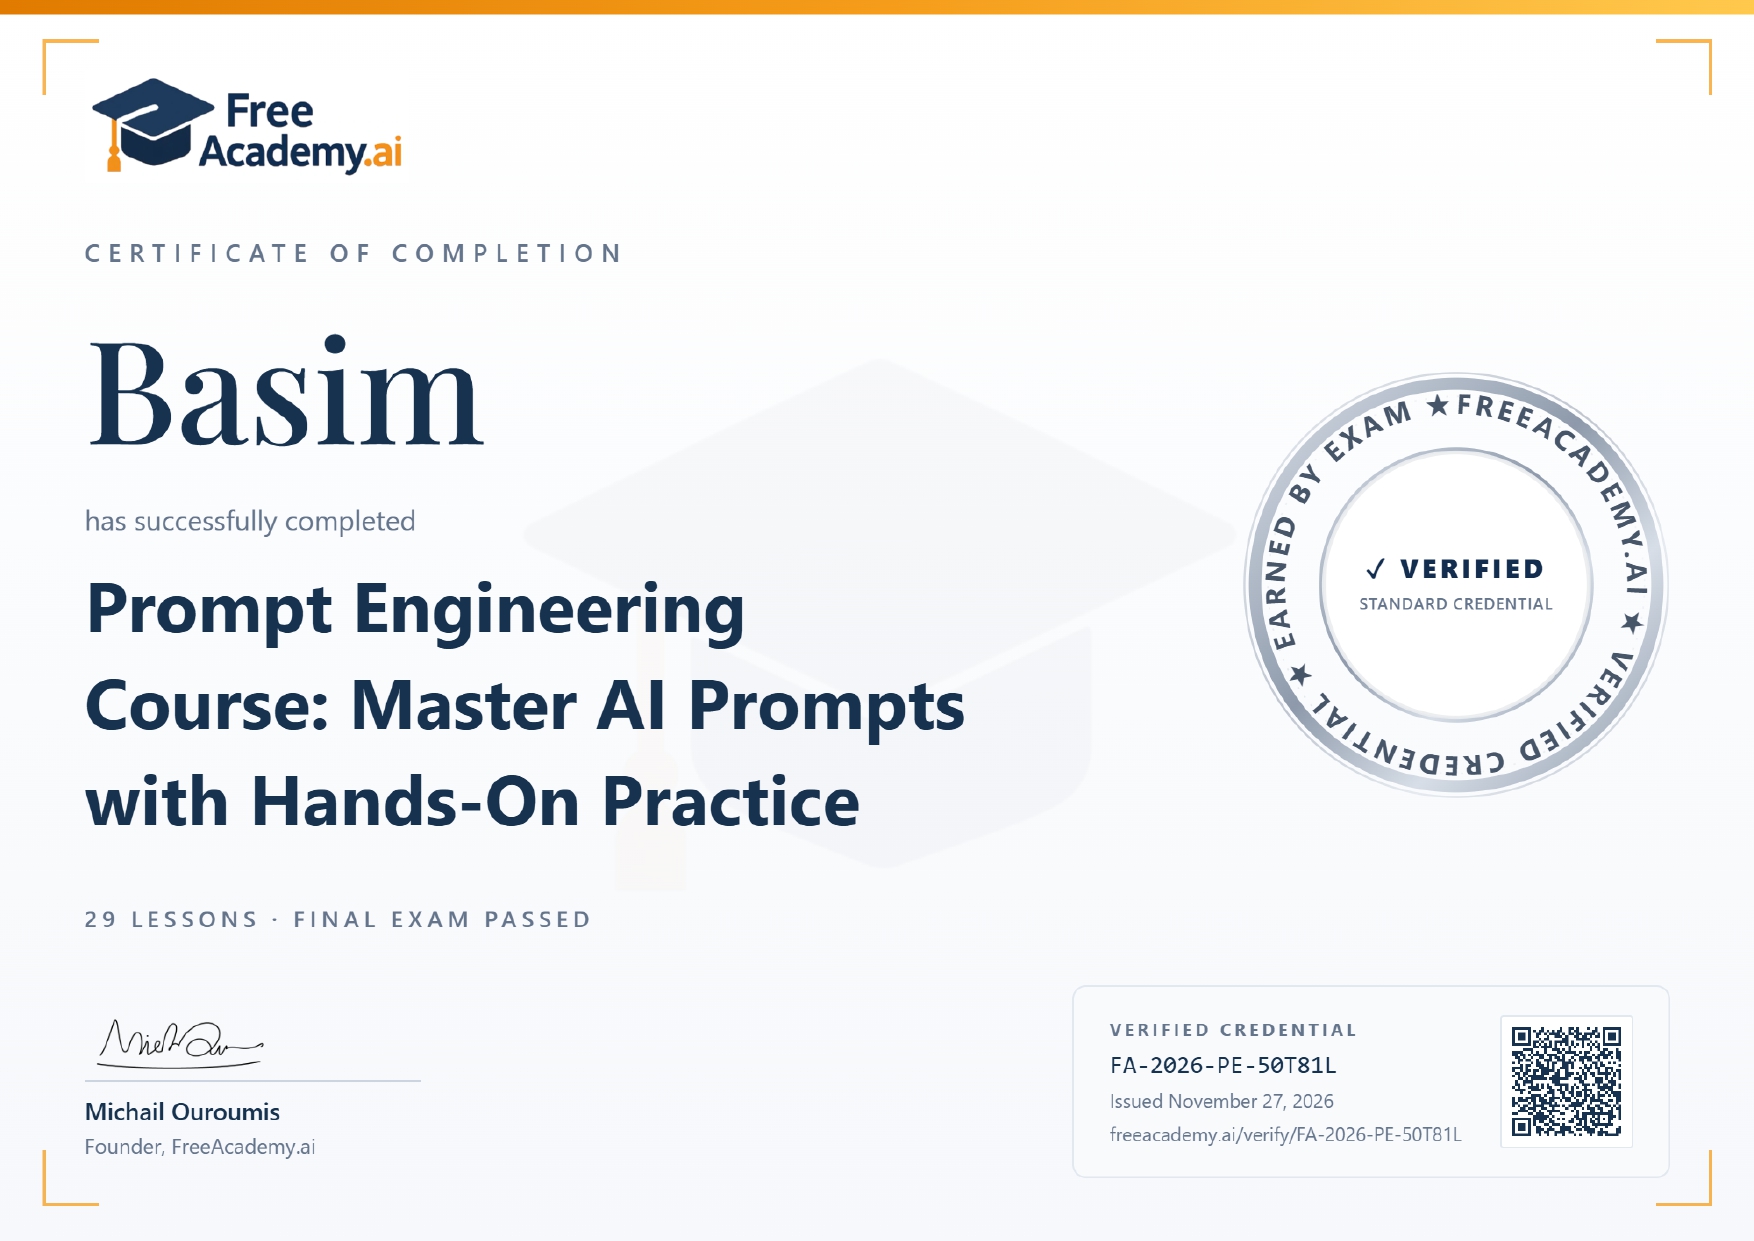 Free
Academy.ai
CERTIFICATE OF COMPLETION
Basim
has successfully completed
Prompt Engineering
Course: Master AI Prompts
with Hands-On Practice
★ FREEACADEMY.AI ★ VERIFIED CREDENTIAL ★ EARNED BY EXAM
✓ VERIFIED
STANDARD CREDENTIAL
29 LESSONS · FINAL EXAM PASSED
Michail Ouroumis
Founder, FreeAcademy.ai
VERIFIED CREDENTIAL
FA-2026-PE-50T81L
Issued November 27, 2026
freeacademy.ai/verify/FA-2026-PE-50T81L